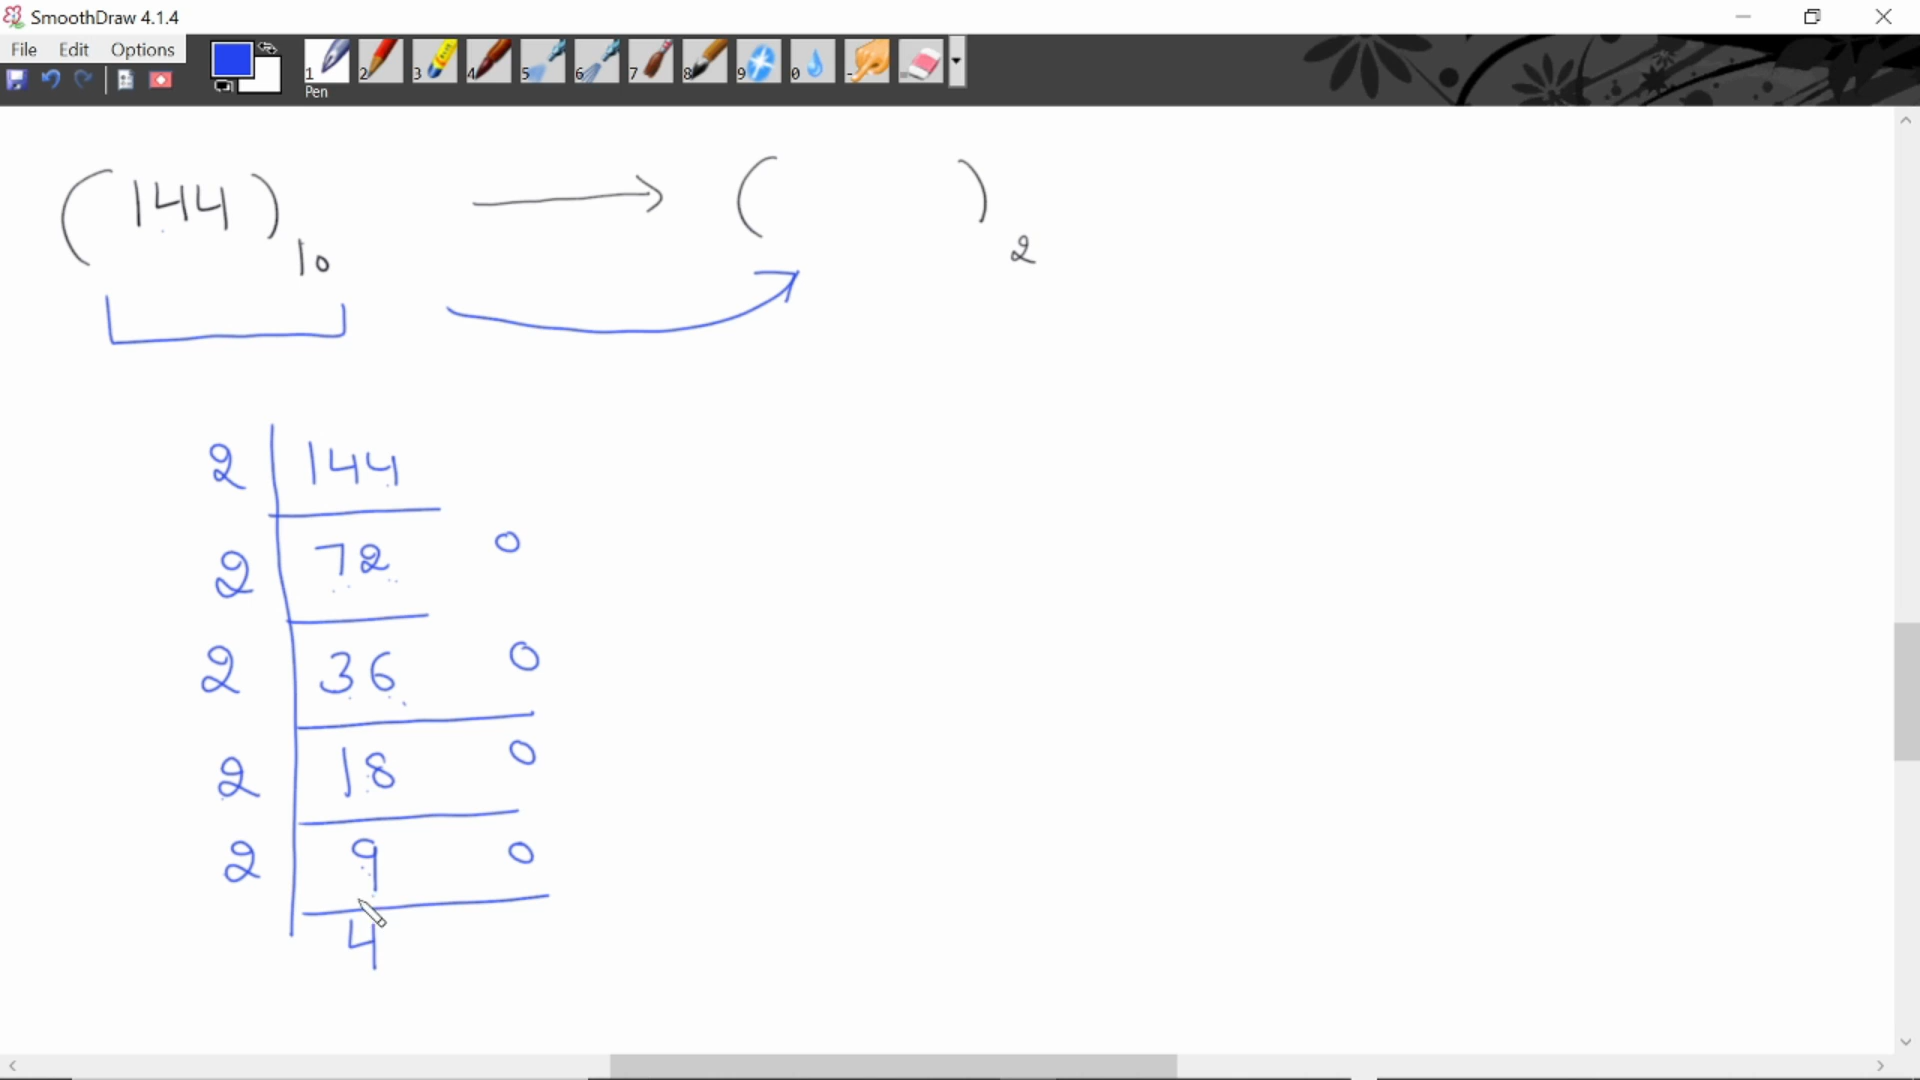 SmoothDraw 4.1.4
File Edit Options
1 2 3 4 5 6 7 8 9 0 - =
Pen
(144)10 → ( )2
2 144
2 72 0
2 36 0
2 18 0
2 9 0
4